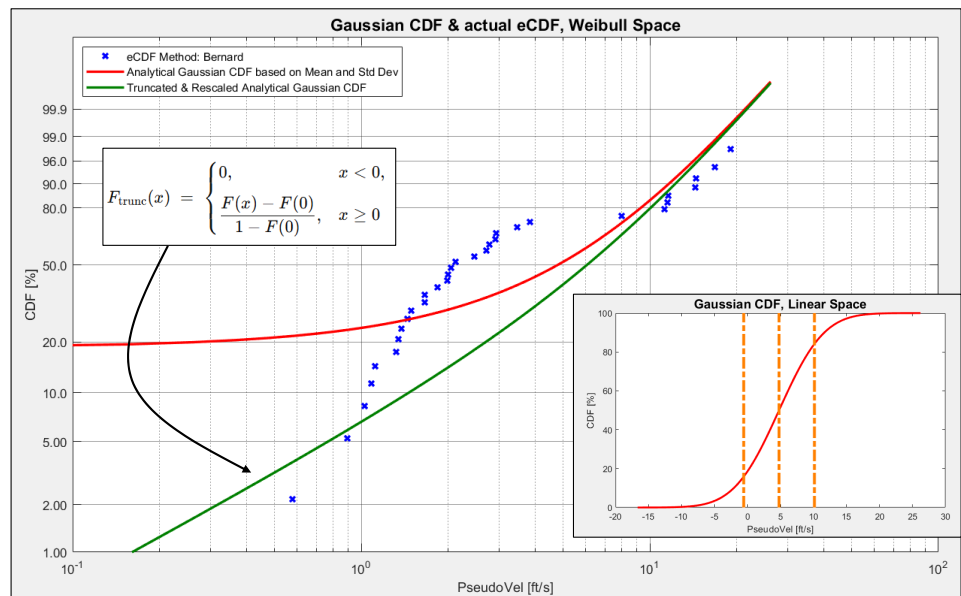 Gaussian CDF & actual eCDF, Weibull Space
eCDF Method: Bernard
Analytical Gaussian CDF based on Mean and Std Dev
Truncated & Rescaled Analytical Gaussian CDF
CDF [%]
99.9
99.0
96.0
90.0
80.0
50.0
20.0
10.0
5.00
2.00
1.00
F_trunc(x) = { 0, x < 0,
F(x) − F(0) / 1 − F(0), x ≥ 0
10^-1 10^0 10^1 10^2
PseudoVel [ft/s]
Gaussian CDF, Linear Space
CDF [%]
100
80
60
40
20
0
-20 -15 -10 -5 0 5 10 15 20 25 30
PseudoVel [ft/s]